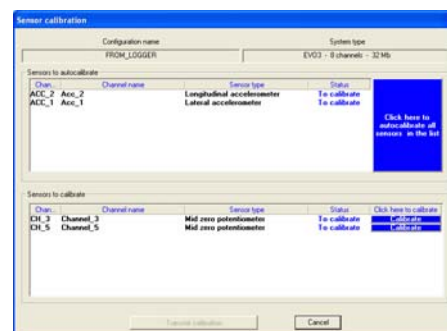 Sensor calibration
Configuration name
System type
FROM_LOGGER
EVO3 - 8 channels - 32 Mb
Sensors to autocalibrate
Chan.. Channel name Sensor type Status
ACC_2 Acc_2 Longitudinal accelerometer To calibrate
ACC_1 Acc_1 Lateral accelerometer To calibrate
Click here to
autocalibrate all
sensors in the list
Sensors to calibrate
Chan.. Channel name Sensor type Status Click here to calibrate
CH_3 Channel_3 Mid zero potentiometer To calibrate Calibrate
CH_5 Channel_5 Mid zero potentiometer To calibrate Calibrate
Transmit calibration Cancel